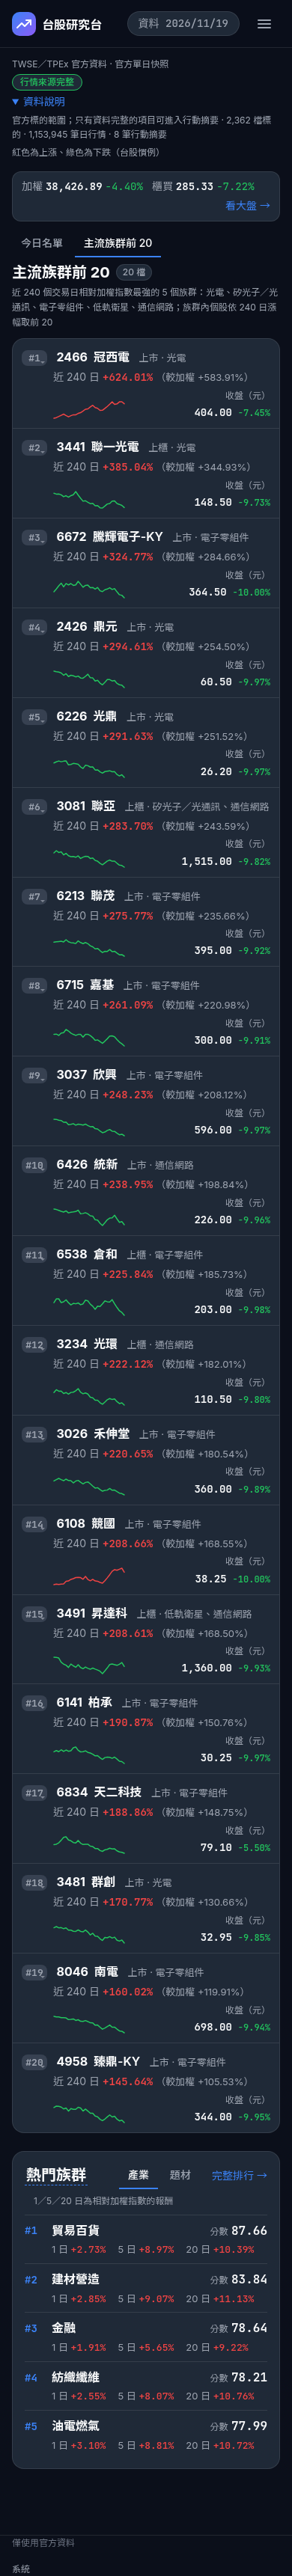 台股研究台
資料 2026/11/19
TWSE／TPEx 官方資料 · 官方單日快照
行情來源完整
▼ 資料說明
官方標的範圍；只有資料完整的項目可進入行動摘要 · 2,362 檔標的 · 1,153,945 筆日行情 · 8 筆行動摘要
紅色為上漲、綠色為下跌（台股慣例）
加權 38,426.89 -4.40% 櫃買 285.33 -7.22%
看大盤 →
今日名單 主流族群前 20
主流族群前 20 20 檔
近 240 個交易日相對加權指數最強的 5 個族群：光電、矽光子／光通訊、電子零組件、低軌衛星、通信網路；族群內個股依 240 日漲幅取前 20
#1 2466 冠西電 上市 · 光電
近 240 日 +624.01% （較加權 +583.91%）
收盤（元）
404.00 -7.45%
#2 3441 聯一光電 上櫃 · 光電
近 240 日 +385.04% （較加權 +344.93%）
收盤（元）
148.50 -9.73%
#3 6672 騰輝電子-KY 上市 · 電子零組件
近 240 日 +324.77% （較加權 +284.66%）
收盤（元）
364.50 -10.00%
#4 2426 鼎元 上市 · 光電
近 240 日 +294.61% （較加權 +254.50%）
收盤（元）
60.50 -9.97%
#5 6226 光鼎 上市 · 光電
近 240 日 +291.63% （較加權 +251.52%）
收盤（元）
26.20 -9.97%
#6 3081 聯亞 上櫃 · 矽光子／光通訊、通信網路
近 240 日 +283.70% （較加權 +243.59%）
收盤（元）
1,515.00 -9.82%
#7 6213 聯茂 上市 · 電子零組件
近 240 日 +275.77% （較加權 +235.66%）
收盤（元）
395.00 -9.92%
#8 6715 嘉基 上市 · 電子零組件
近 240 日 +261.09% （較加權 +220.98%）
收盤（元）
300.00 -9.91%
#9 3037 欣興 上市 · 電子零組件
近 240 日 +248.23% （較加權 +208.12%）
收盤（元）
596.00 -9.97%
#10 6426 統新 上市 · 通信網路
近 240 日 +238.95% （較加權 +198.84%）
收盤（元）
226.00 -9.96%
#11 6538 倉和 上櫃 · 電子零組件
近 240 日 +225.84% （較加權 +185.73%）
收盤（元）
203.00 -9.98%
#12 3234 光環 上櫃 · 通信網路
近 240 日 +222.12% （較加權 +182.01%）
收盤（元）
110.50 -9.80%
#13 3026 禾伸堂 上市 · 電子零組件
近 240 日 +220.65% （較加權 +180.54%）
收盤（元）
360.00 -9.89%
#14 6108 競國 上市 · 電子零組件
近 240 日 +208.66% （較加權 +168.55%）
收盤（元）
38.25 -10.00%
#15 3491 昇達科 上櫃 · 低軌衛星、通信網路
近 240 日 +208.61% （較加權 +168.50%）
收盤（元）
1,360.00 -9.93%
#16 6141 柏承 上市 · 電子零組件
近 240 日 +190.87% （較加權 +150.76%）
收盤（元）
30.25 -9.97%
#17 6834 天二科技 上市 · 電子零組件
近 240 日 +188.86% （較加權 +148.75%）
收盤（元）
79.10 -5.50%
#18 3481 群創 上市 · 光電
近 240 日 +170.77% （較加權 +130.66%）
收盤（元）
32.95 -9.85%
#19 8046 南電 上市 · 電子零組件
近 240 日 +160.02% （較加權 +119.91%）
收盤（元）
698.00 -9.94%
#20 4958 臻鼎-KY 上市 · 電子零組件
近 240 日 +145.64% （較加權 +105.53%）
收盤（元）
344.00 -9.95%
熱門族群 產業 題材 完整排行 →
1／5／20 日為相對加權指數的報酬
#1 貿易百貨 分數 87.66
1 日 +2.73% 5 日 +8.97% 20 日 +10.39%
#2 建材營造 分數 83.84
1 日 +2.85% 5 日 +9.07% 20 日 +11.13%
#3 金融 分數 78.64
1 日 +1.91% 5 日 +5.65% 20 日 +9.22%
#4 紡織纖維 分數 78.21
1 日 +2.55% 5 日 +8.07% 20 日 +10.76%
#5 油電燃氣 分數 77.99
1 日 +3.10% 5 日 +8.81% 20 日 +10.72%
僅使用官方資料
系統